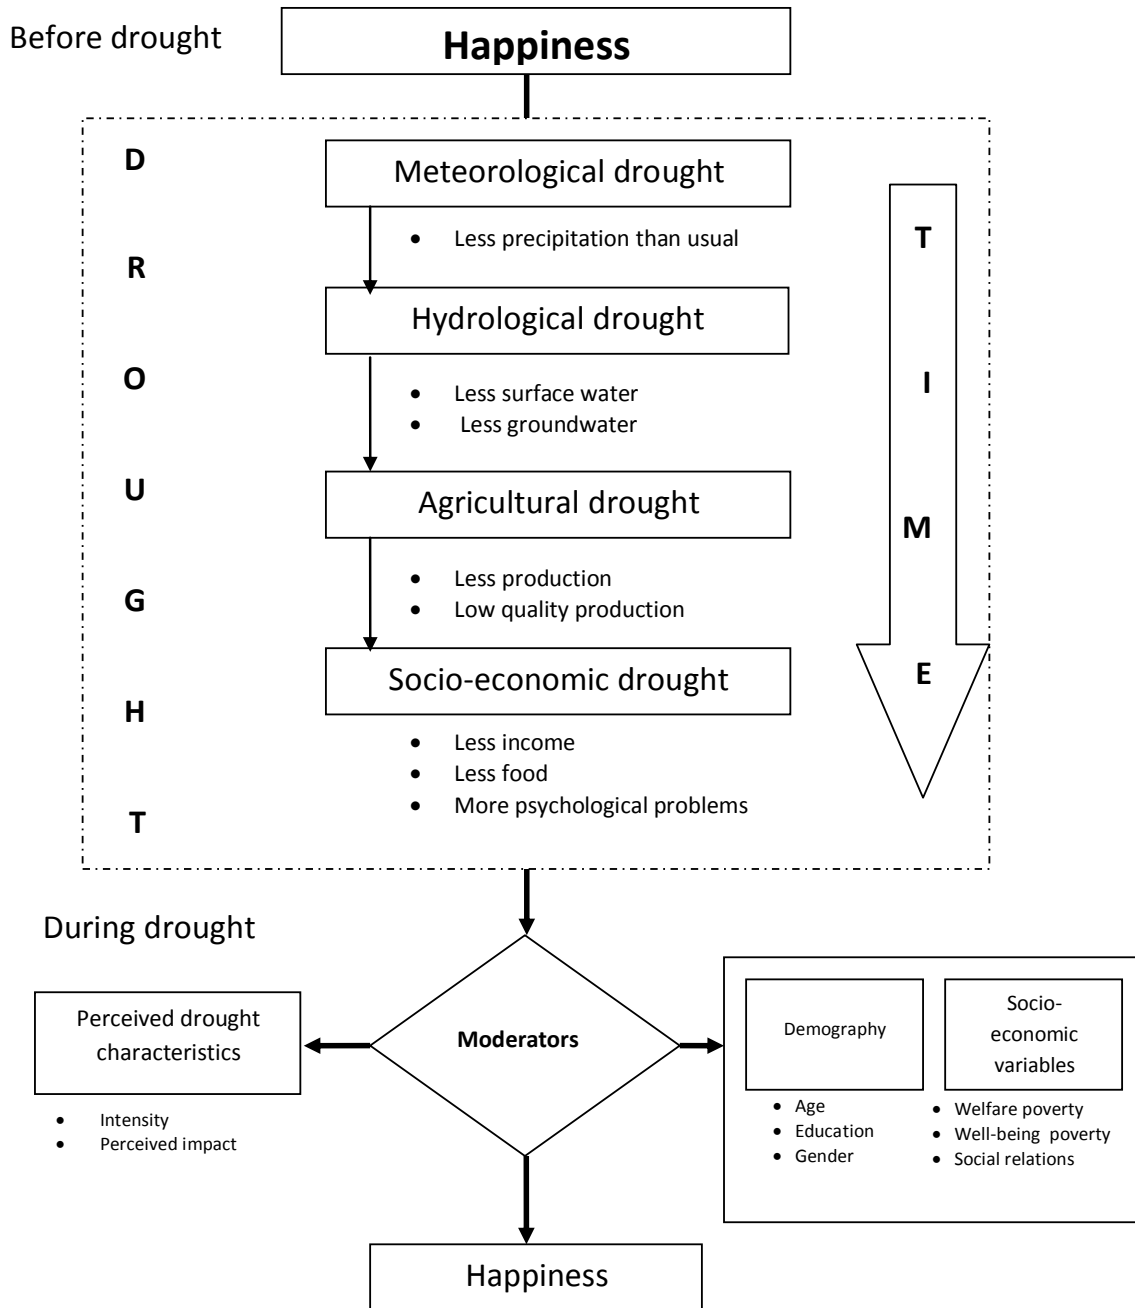 Before drought
Happiness
D
R
O
U
G
H
T
Meteorological drought
• Less precipitation than usual
Hydrological drought
• Less surface water
• Less groundwater
Agricultural drought
• Less production
• Low quality production
Socio-economic drought
• Less income
• Less food
• More psychological problems
T
I
M
E
During drought
Moderators
Perceived drought
characteristics
• Intensity
• Perceived impact
Demography
• Age
• Education
• Gender
Socio-
economic
variables
• Welfare poverty
• Well-being poverty
• Social relations
Happiness